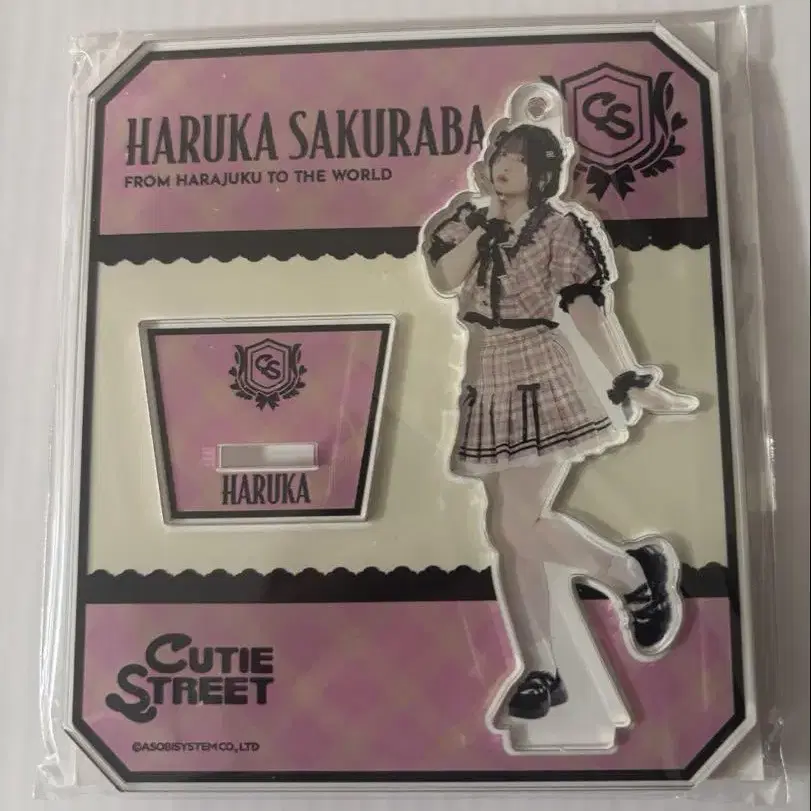 HARUKA SAKURABA
FROM HARAJUKU TO THE WORLD
CS
CS
HARUKA
CUTIE
STREET
©ASOBISYSTEM CO., LTD